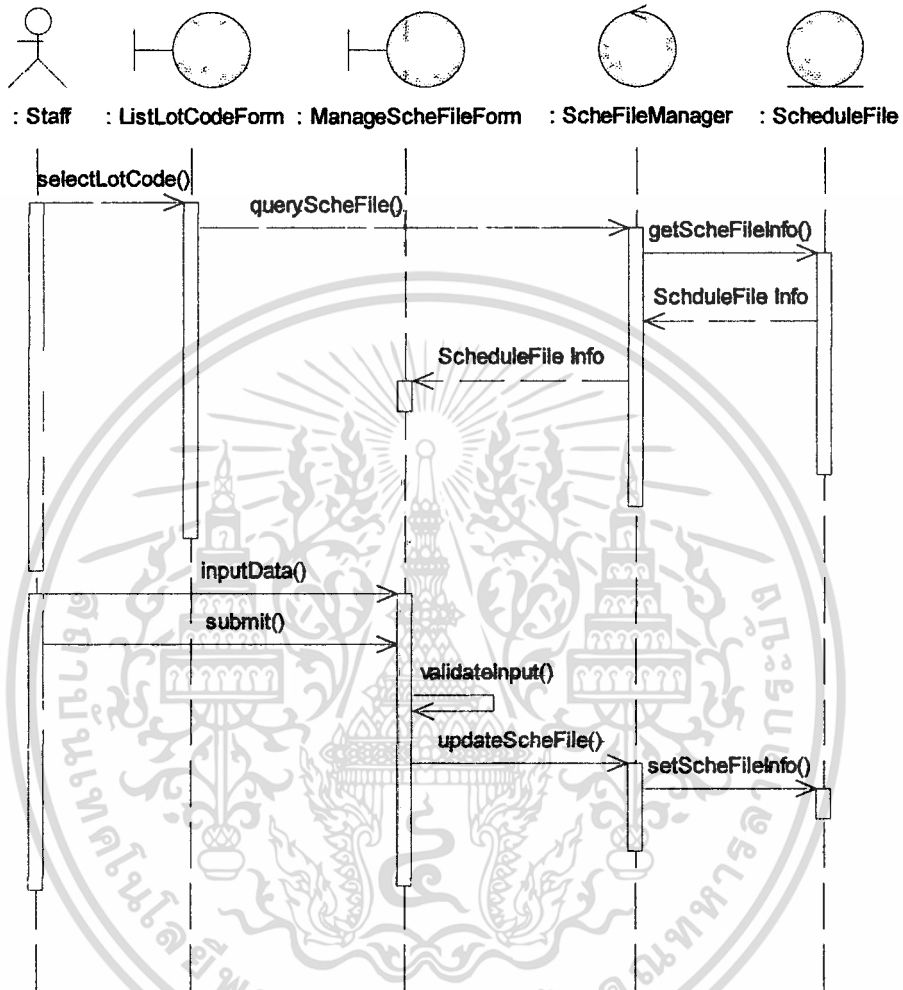 : Staff : ListLotCodeForm : ManageScheFileForm : ScheFileManager : ScheduleFile
selectLotCode()
queryScheFile()
getScheFileInfo()
SchduleFile Info
ScheduleFile Info
inputData()
submit()
validateInput()
updateScheFile()
setScheFileInfo()